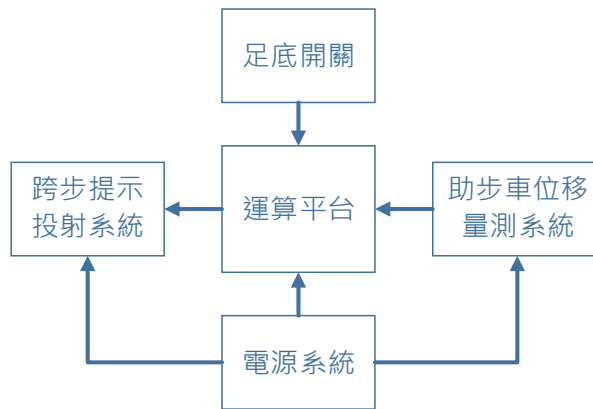 足底開關
跨步提示
投射系統
運算平台
助步車位移
量測系統
電源系統